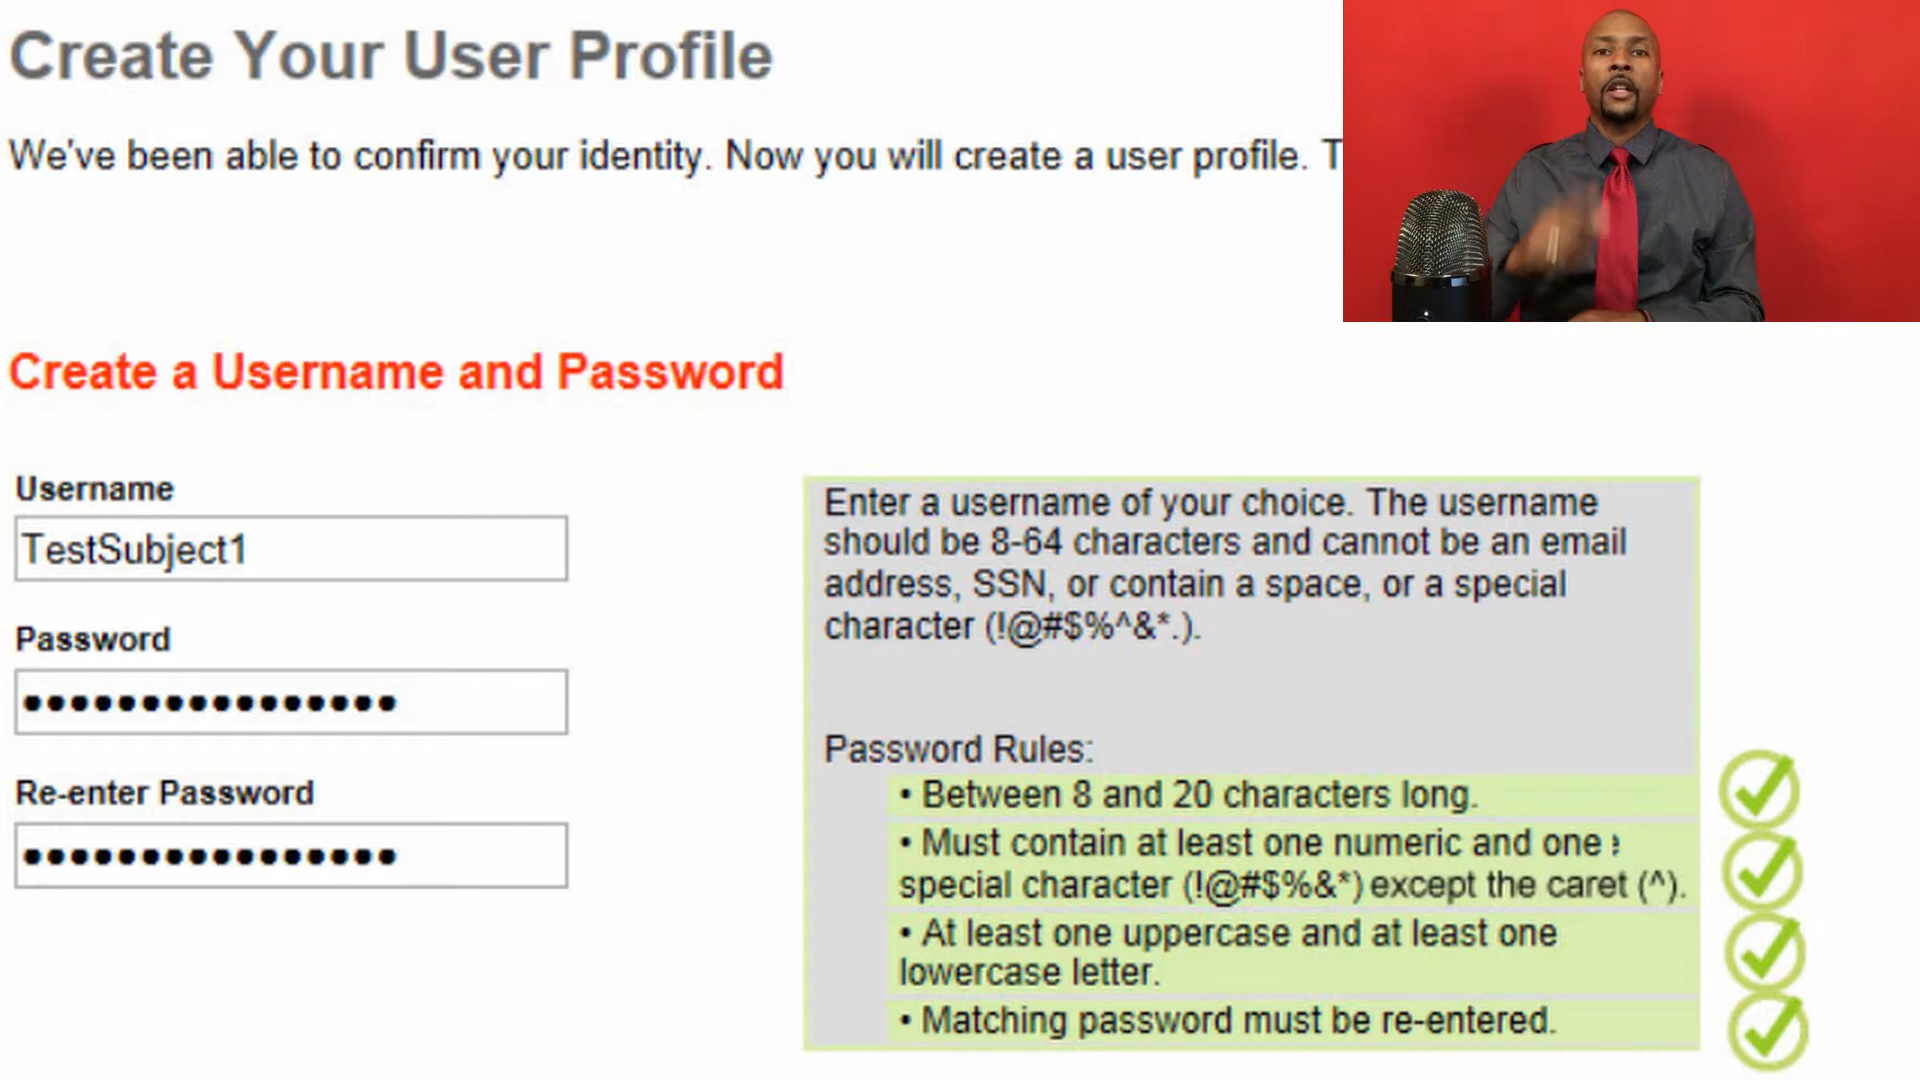 Create Your User Profile
We've been able to confirm your identity. Now you will create a user profile. T
Create a Username and Password
Username
TestSubject1
Password
••••••••••••••••
Re-enter Password
••••••••••••••••
Enter a username of your choice. The username
should be 8-64 characters and cannot be an email
address, SSN, or contain a space, or a special
character (!@#$%^&*.).
Password Rules:
• Between 8 and 20 characters long.
• Must contain at least one numeric and one
special character (!@#$%&*) except the caret (^).
• At least one uppercase and at least one
lowercase letter.
• Matching password must be re-entered.